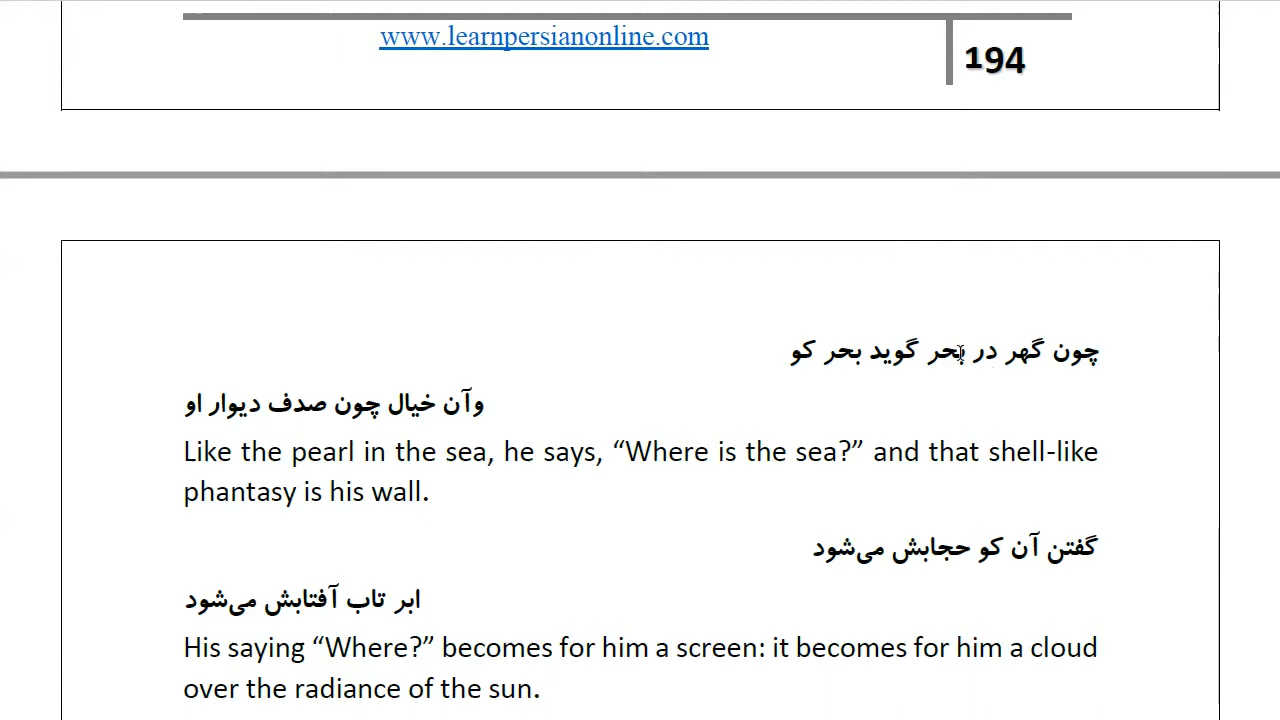 www.learnpersianonline.com
194
چون گهر در بحر گوید بحر کو
وآن خیال چون صدف دیوار او
Like the pearl in the sea, he says, “Where is the sea?” and that shell-like
phantasy is his wall.
گفتن آن کو حجابش می‌شود
ابر تاب آفتابش می‌شود
His saying “Where?” becomes for him a screen: it becomes for him a cloud
over the radiance of the sun.